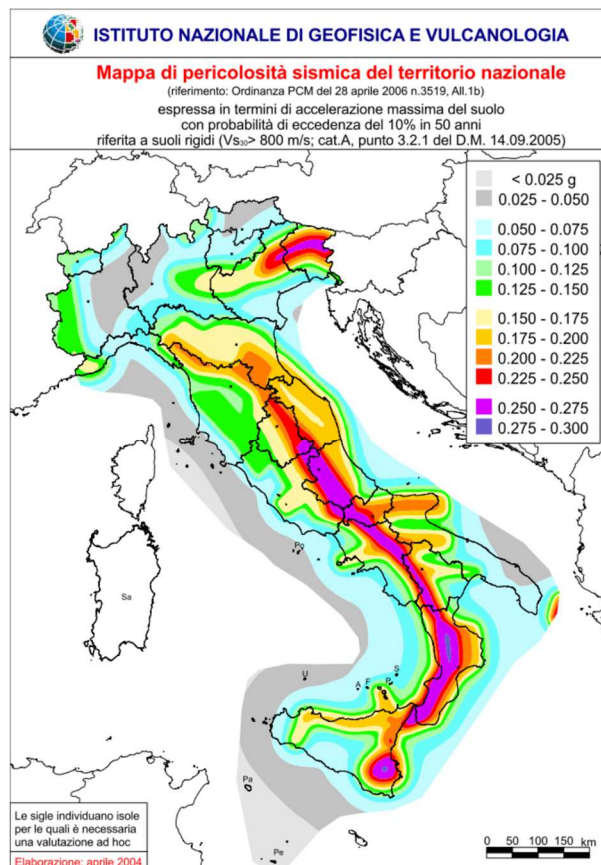 ISTITUTO NAZIONALE DI GEOFISICA E VULCANOLOGIA
Mappa di pericolosità sismica del territorio nazionale
(riferimento: Ordinanza PCM del 28 aprile 2006 n.3519, All.1b)
espressa in termini di accelerazione massima del suolo
con probabilità di eccedenza del 10% in 50 anni
riferita a suoli rigidi (Vs30> 800 m/s; cat.A, punto 3.2.1 del D.M. 14.09.2005)
< 0.025 g
0.025 - 0.050
0.050 - 0.075
0.075 - 0.100
0.100 - 0.125
0.125 - 0.150
0.150 - 0.175
0.175 - 0.200
0.200 - 0.225
0.225 - 0.250
0.250 - 0.275
0.275 - 0.300
Po
Sa
U
A F P S
Pa
Pe
Le sigle individuano isole
per le quali è necessaria
una valutazione ad hoc
Elaborazione: aprile 2004
0 50 100 150
km